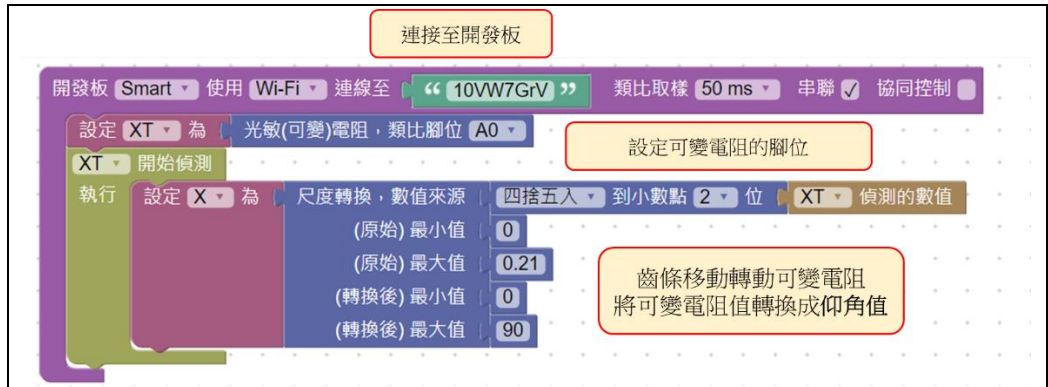 連接至開發板
開發板 Smart 使用 Wi-Fi 連線至 “ 10VW7GrV ” 類比取樣 50 ms 串聯 協同控制
設定 XT 為 光敏(可變)電阻，類比腳位 A0
設定可變電阻的腳位
XT 開始偵測
執行 設定 X 為 尺度轉換，數值來源 四捨五入 到小數點 2 位 XT 偵測的數值
(原始) 最小值 0
(原始) 最大值 0.21
(轉換後) 最小值 0
(轉換後) 最大值 90
齒條移動轉動可變電阻
將可變電阻值轉換成仰角值